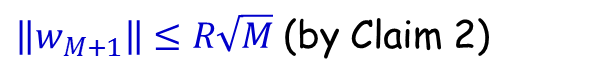 ‖w_{M+1}‖ ≤ R√M (by Claim 2)